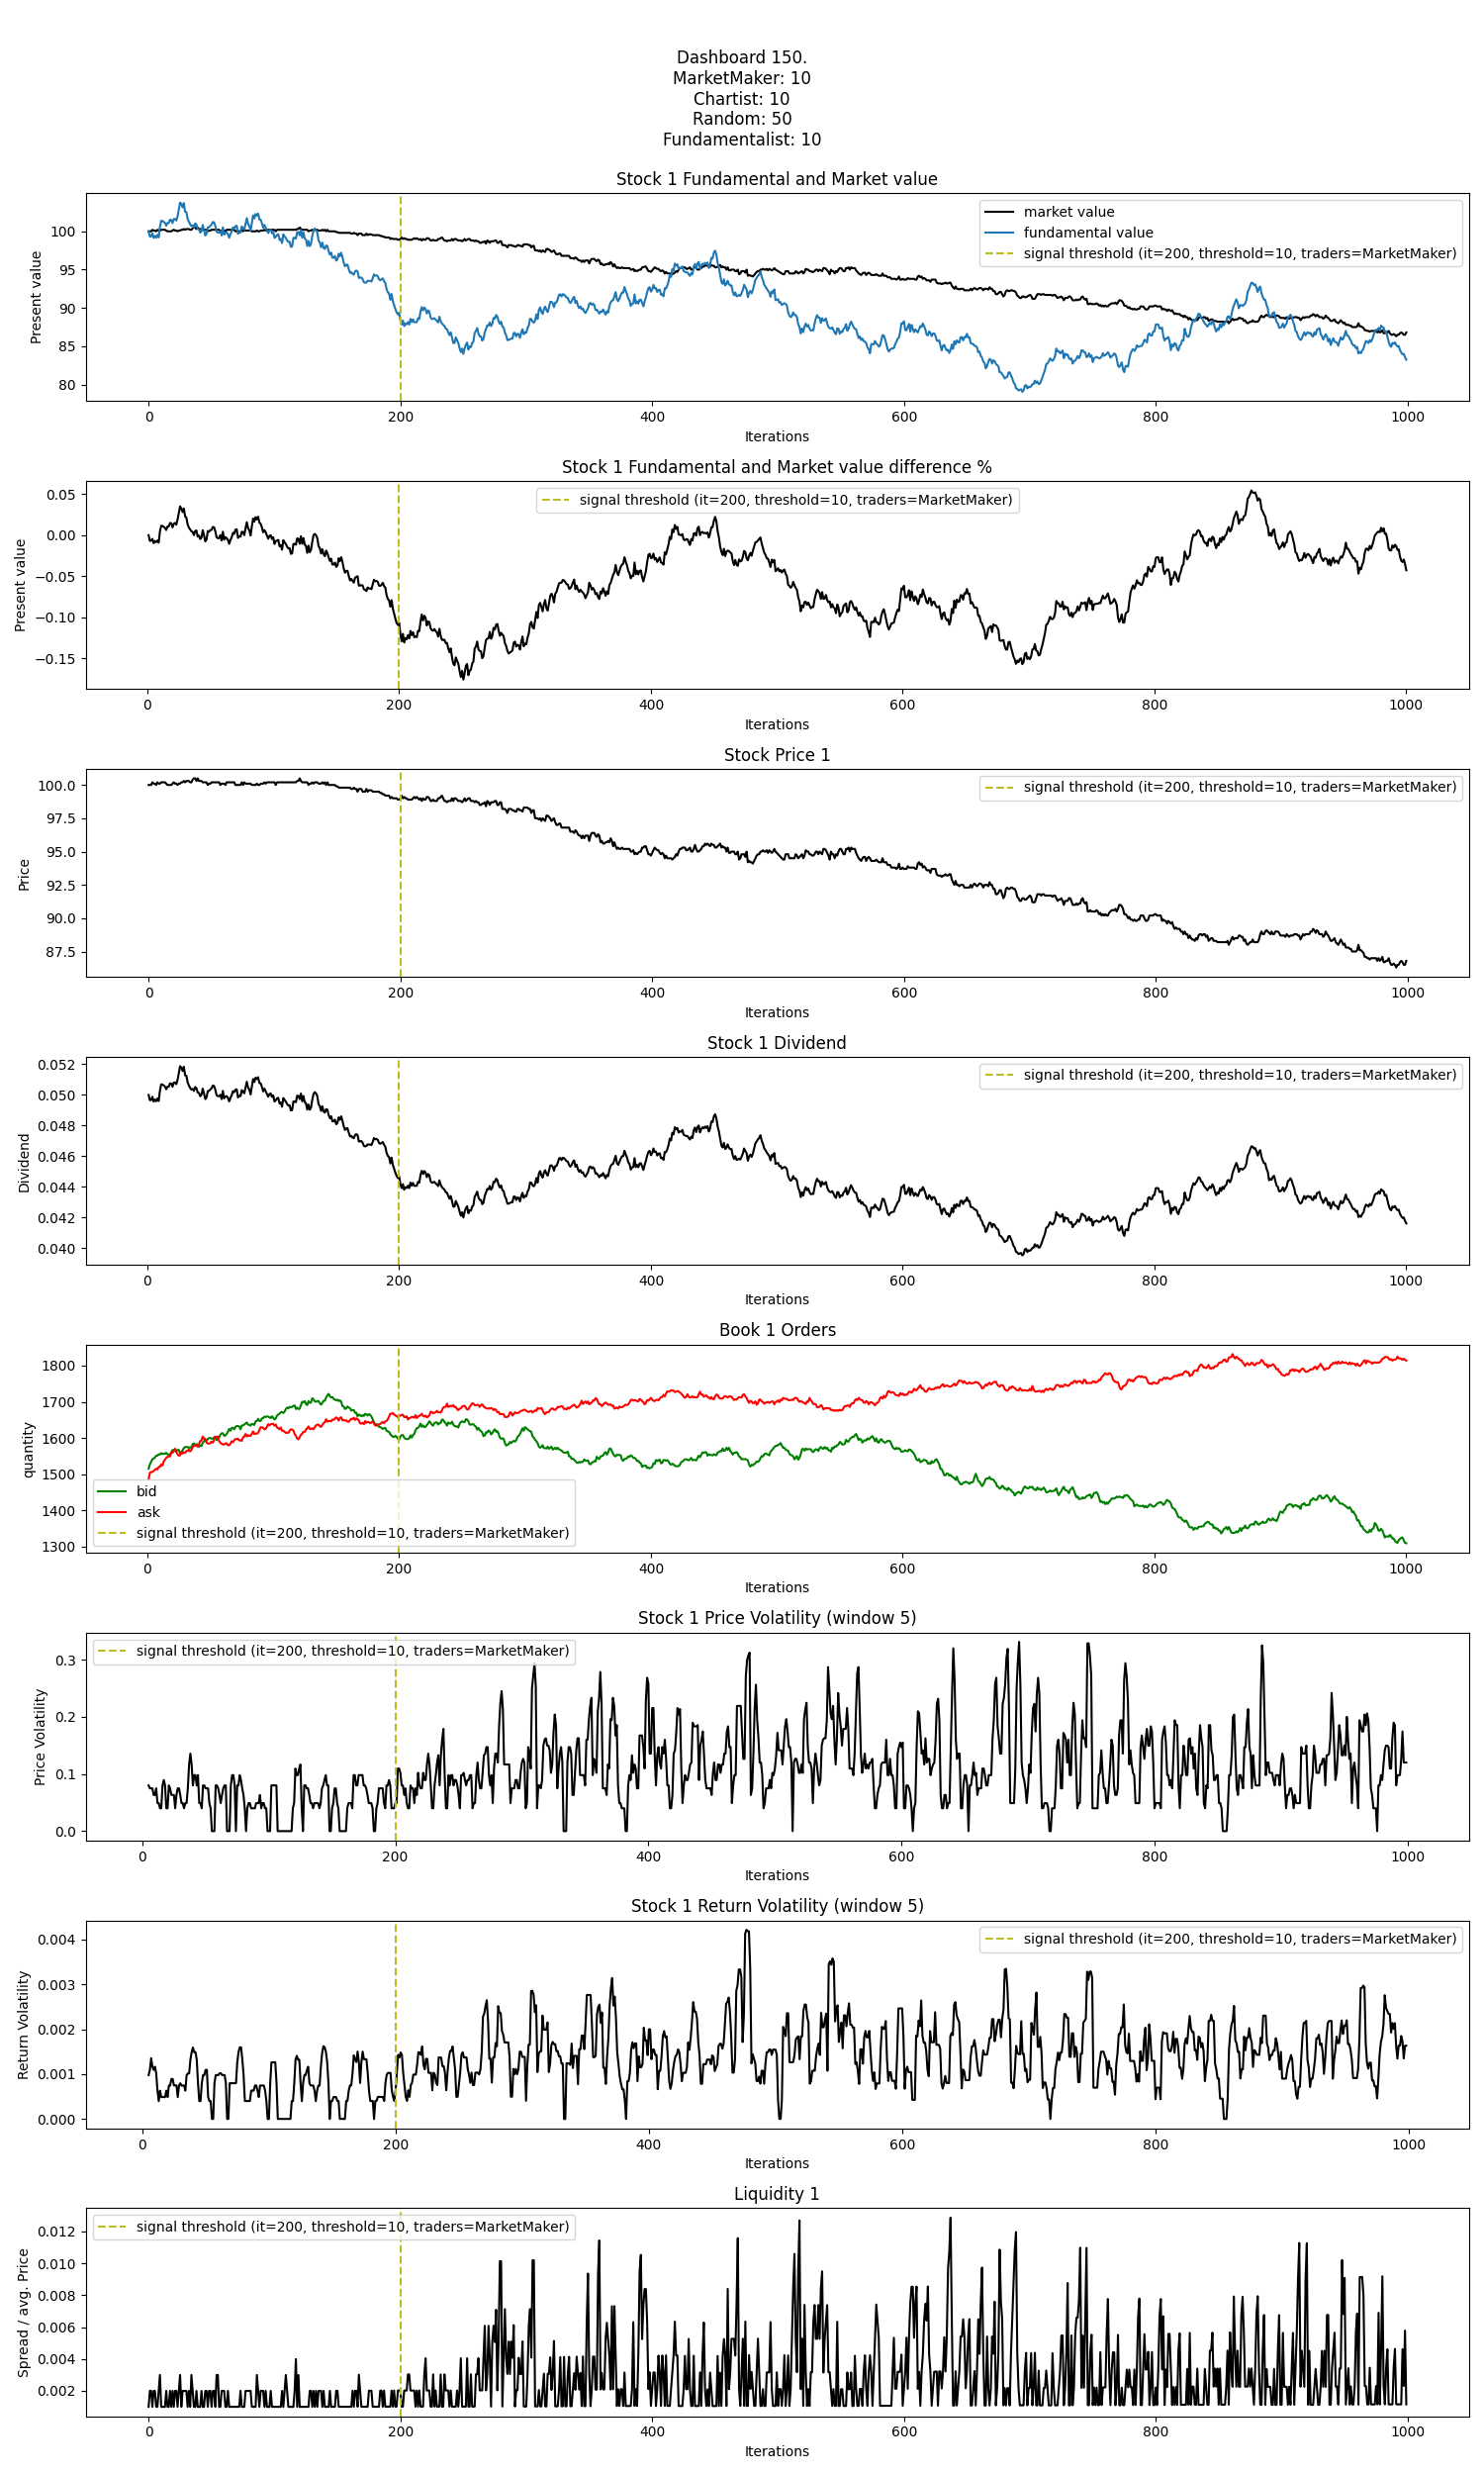 Dashboard 150.
MarketMaker: 10
Chartist: 10
Random: 50
Fundamentalist: 10
Stock 1 Fundamental and Market value
Present value
100
95
90
85
80
market value
fundamental value
signal threshold (it=200, threshold=10, traders=MarketMaker)
0 200 400 600 800 1000
Iterations
Stock 1 Fundamental and Market value difference %
Present value
0.05
0.00
−0.05
−0.10
−0.15
signal threshold (it=200, threshold=10, traders=MarketMaker)
0 200 400 600 800 1000
Iterations
Stock Price 1
Price
100.0
97.5
95.0
92.5
90.0
87.5
signal threshold (it=200, threshold=10, traders=MarketMaker)
0 200 400 600 800 1000
Iterations
Stock 1 Dividend
Dividend
0.052
0.050
0.048
0.046
0.044
0.042
0.040
signal threshold (it=200, threshold=10, traders=MarketMaker)
0 200 400 600 800 1000
Iterations
Book 1 Orders
quantity
1800
1700
1600
1500
1400
1300
bid
ask
signal threshold (it=200, threshold=10, traders=MarketMaker)
0 200 400 600 800 1000
Iterations
Stock 1 Price Volatility (window 5)
Price Volatility
0.3
0.2
0.1
0.0
signal threshold (it=200, threshold=10, traders=MarketMaker)
0 200 400 600 800 1000
Iterations
Stock 1 Return Volatility (window 5)
Return Volatility
0.004
0.003
0.002
0.001
0.000
signal threshold (it=200, threshold=10, traders=MarketMaker)
0 200 400 600 800 1000
Iterations
Liquidity 1
Spread / avg. Price
0.012
0.010
0.008
0.006
0.004
0.002
signal threshold (it=200, threshold=10, traders=MarketMaker)
0 200 400 600 800 1000
Iterations